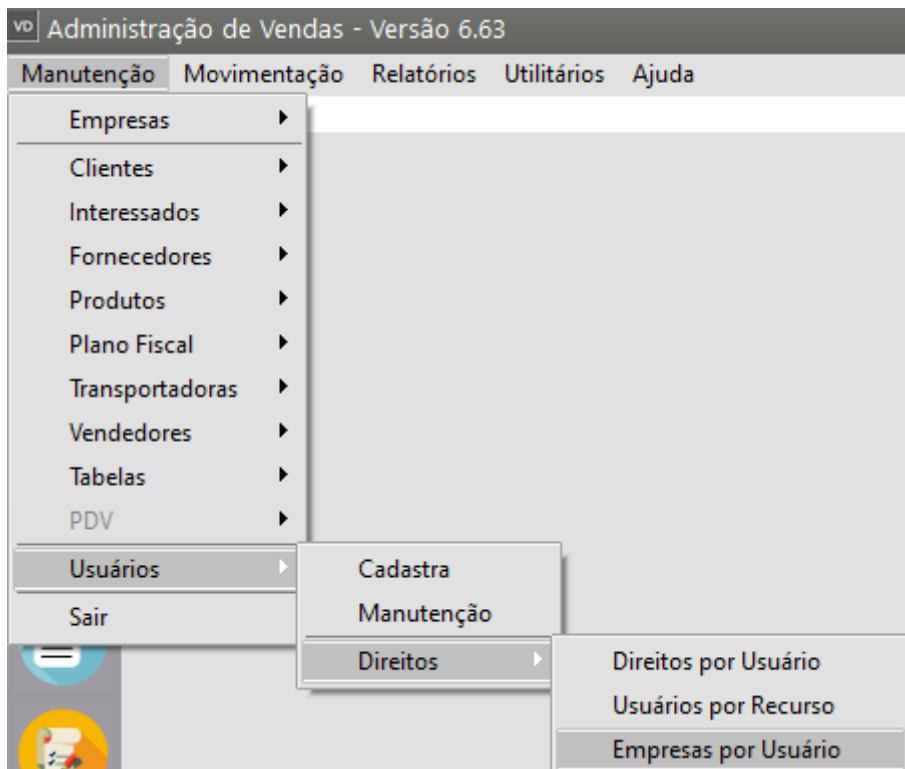 VD Administração de Vendas - Versão 6.63
Manutenção Movimentação Relatórios Utilitários Ajuda
Empresas
Clientes
Interessados
Fornecedores
Produtos
Plano Fiscal
Transportadoras
Vendedores
Tabelas
PDV
Usuários
Sair
Cadastra
Manutenção
Direitos
Direitos por Usuário
Usuários por Recurso
Empresas por Usuário